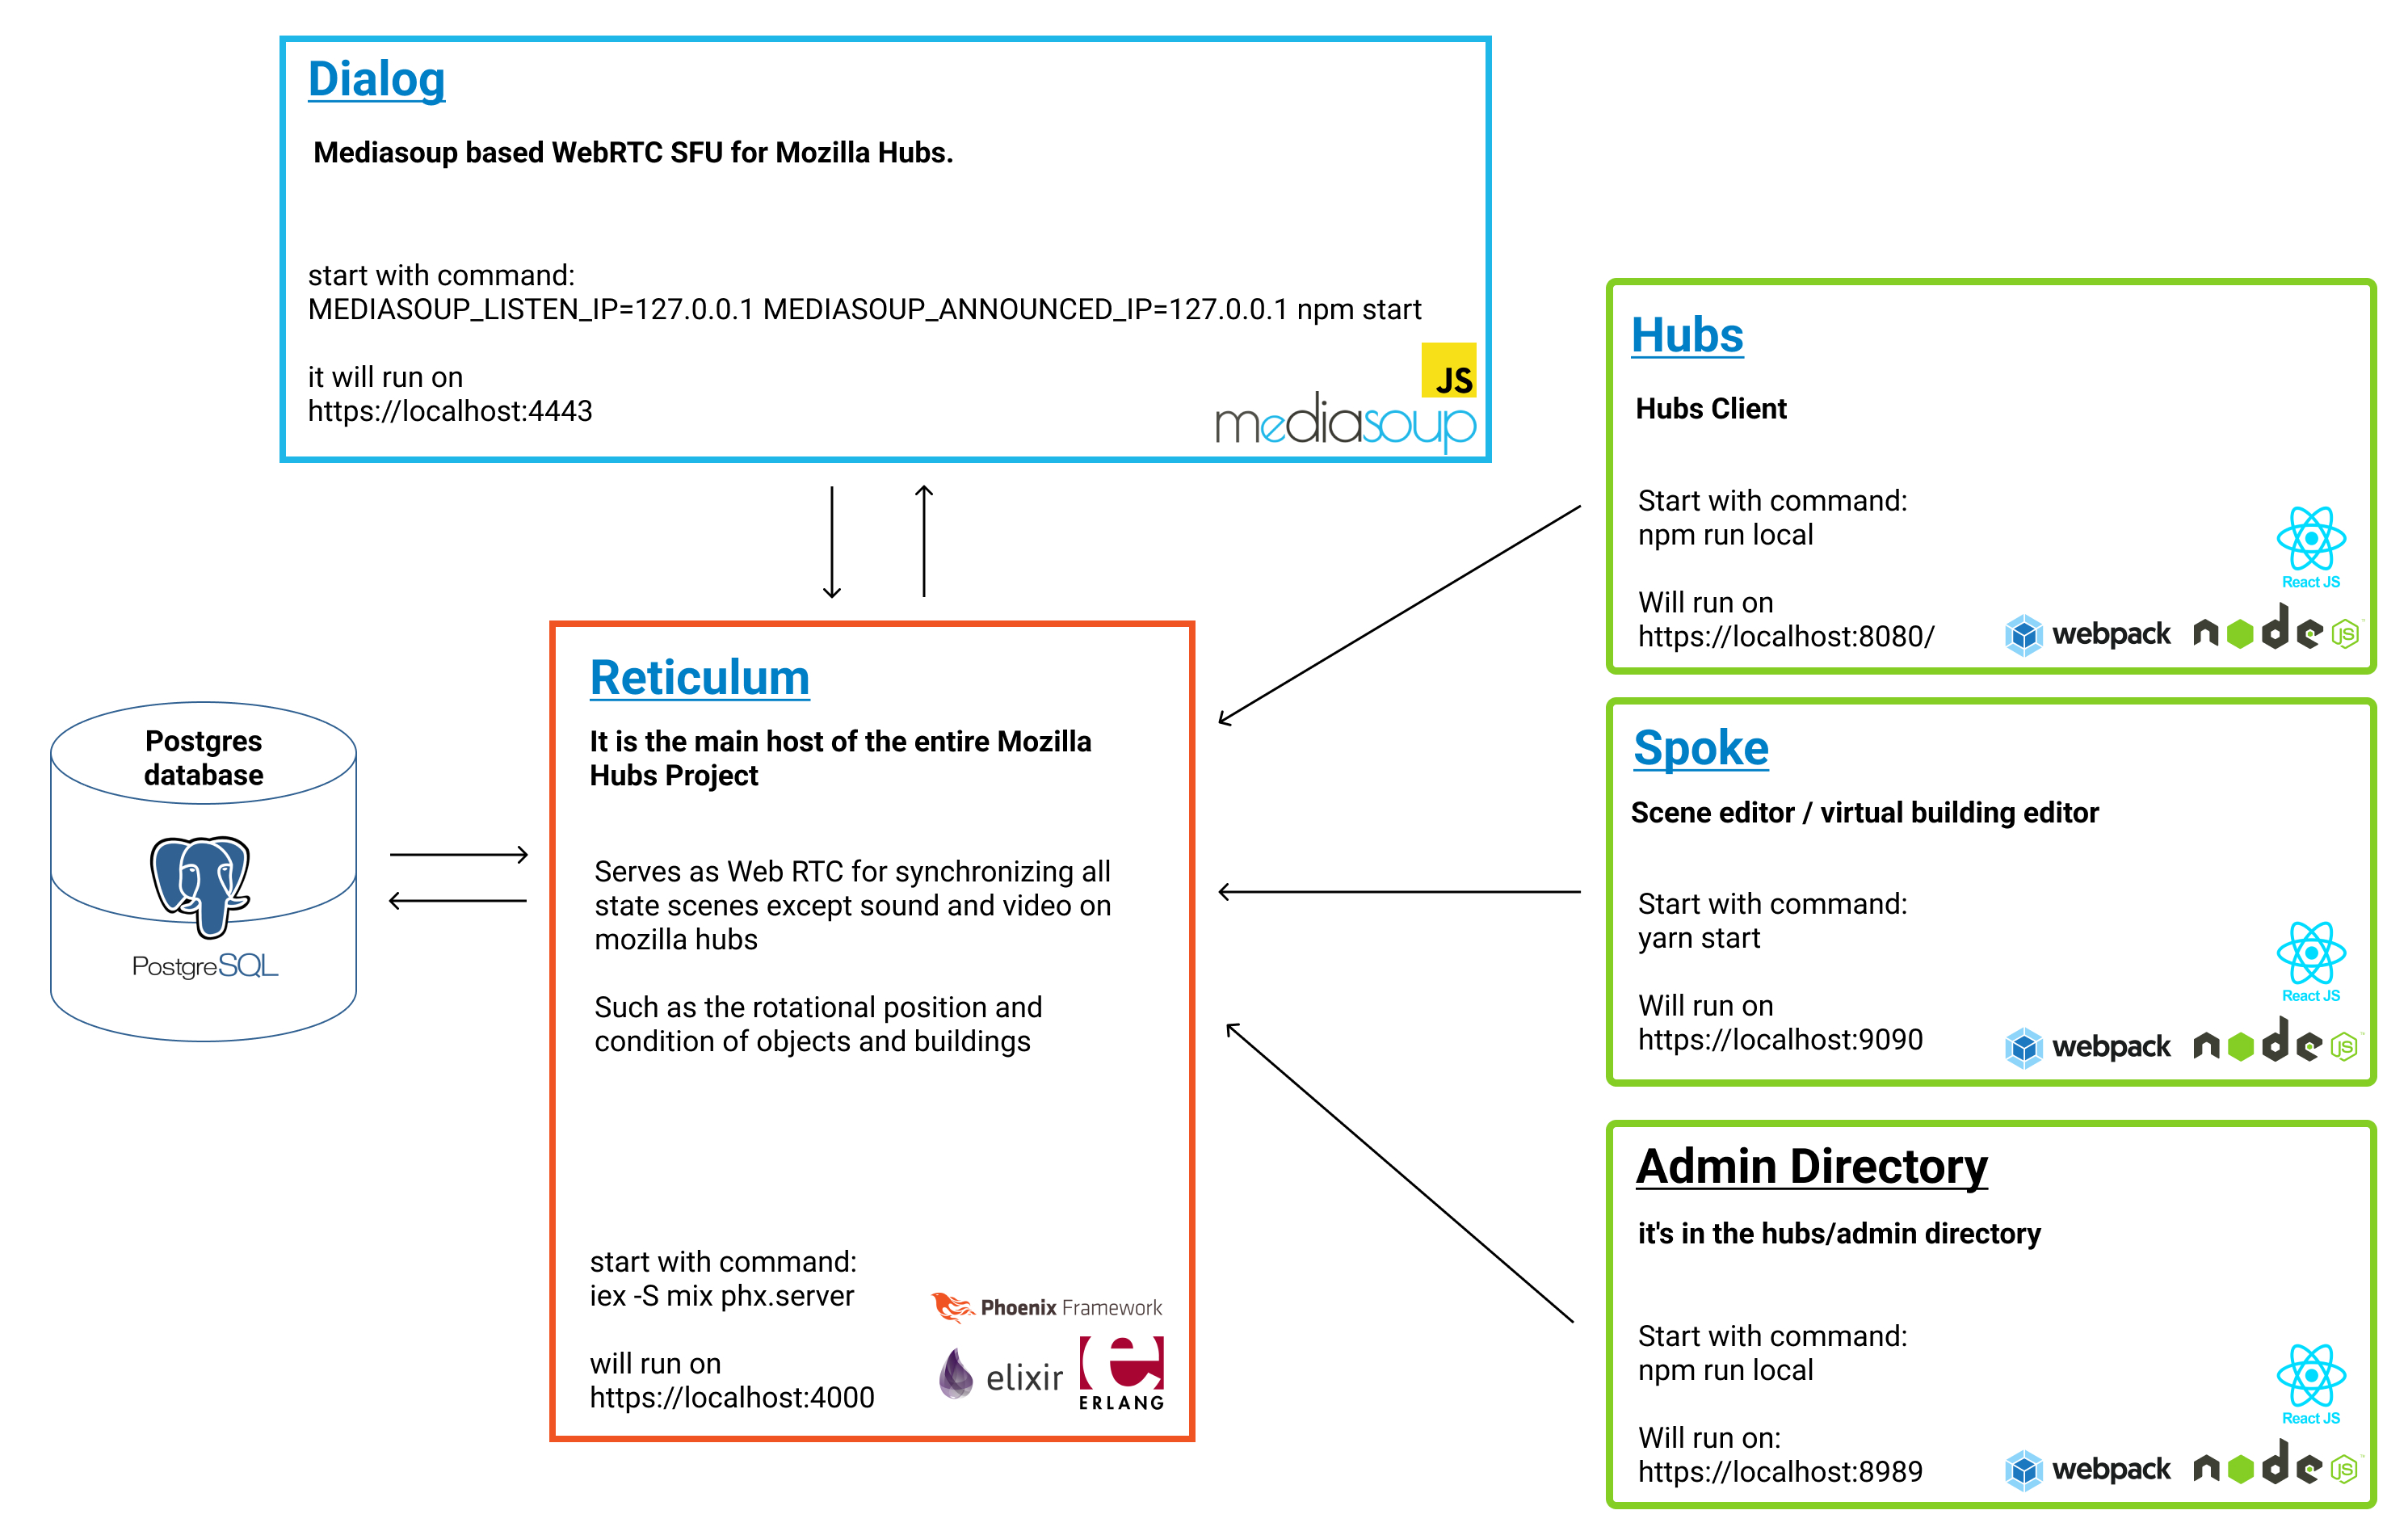 Dialog
Mediasoup based WebRTC SFU for Mozilla Hubs.
start with command:
MEDIASOUP_LISTEN_IP=127.0.0.1 MEDIASOUP_ANNOUNCED_IP=127.0.0.1 npm start
it will run on
https://localhost:4443
JS
mediasoup
Postgres
database
PostgreSQL
Reticulum
It is the main host of the entire Mozilla
Hubs Project
Serves as Web RTC for synchronizing all
state scenes except sound and video on
mozilla hubs
Such as the rotational position and
condition of objects and buildings
start with command:
iex -S mix phx.server
will run on
https://localhost:4000
Phoenix Framework
elixir
e
ERLANG
Hubs
Hubs Client
Start with command:
npm run local
Will run on
https://localhost:8080/
React JS
webpack
node JS
Spoke
Scene editor / virtual building editor
Start with command:
yarn start
Will run on
https://localhost:9090
React JS
webpack
node JS
Admin Directory
it's in the hubs/admin directory
Start with command:
npm run local
Will run on:
https://localhost:8989
React JS
webpack
node JS